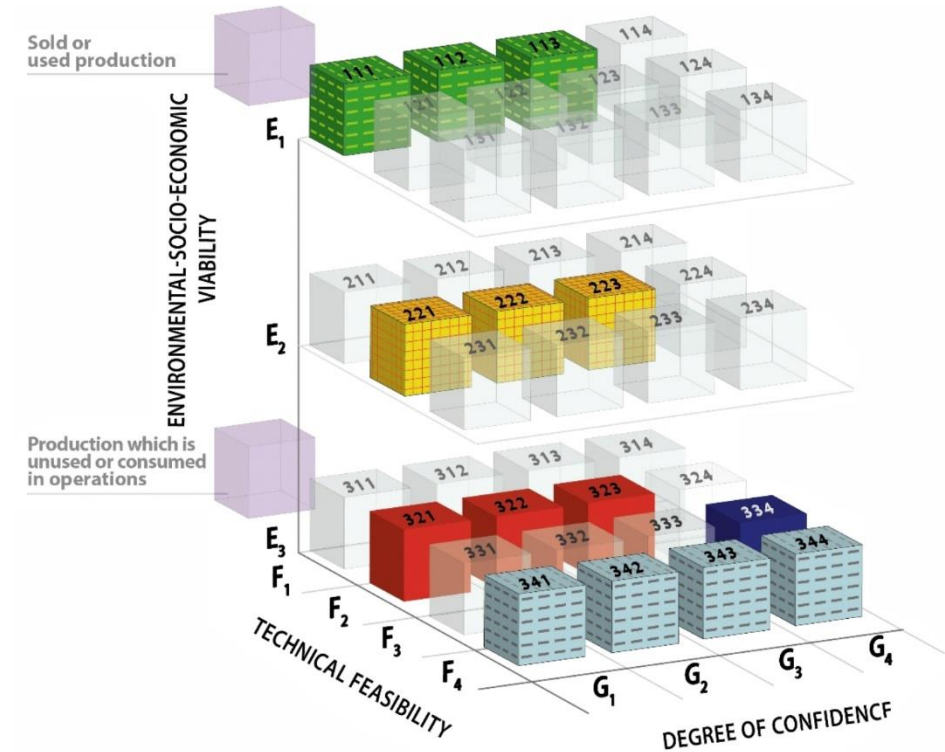 Sold or
used production
ENVIRONMENTAL-SOCIO-ECONOMIC
VIABILITY
E1
111
112
113
114
121
122
123
124
131
132
133
134
E2
211
212
213
214
221
222
223
224
231
232
233
234
Production which is
unused or consumed
in operations
E3
311
312
313
314
321
322
323
324
331
332
333
334
341
342
343
344
F1
F2
F3
F4
TECHNICAL FEASIBILITY
G1
G2
G3
G4
DEGREE OF CONFIDENCF